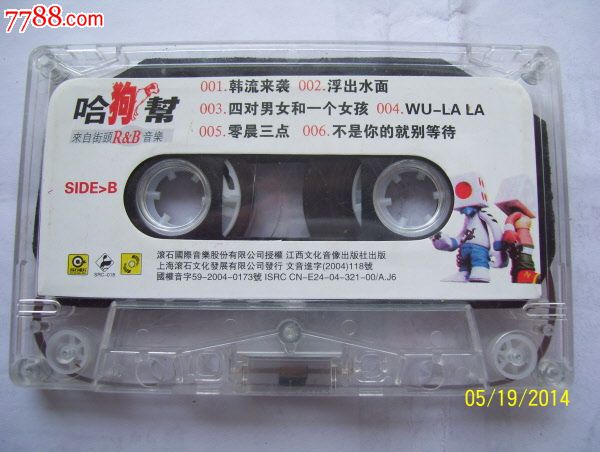 7788.com
001.韩流来袭 002.浮出水面
003.四对男女和一个女孩 004.WU-LA LA
005.零晨三点 006.不是你的就别等待
哈狗幫
來自街頭R&B音樂
SIDE>B
滾石國際音樂股份有限公司授權 江西文化音像出版社出版
上海滾石文化發展有限公司發行 文音進字(2004)118號
國權音字59-2004-0173號 ISRC CN-E24-04-321-00/A.J6
SRC-018
05/19/2014